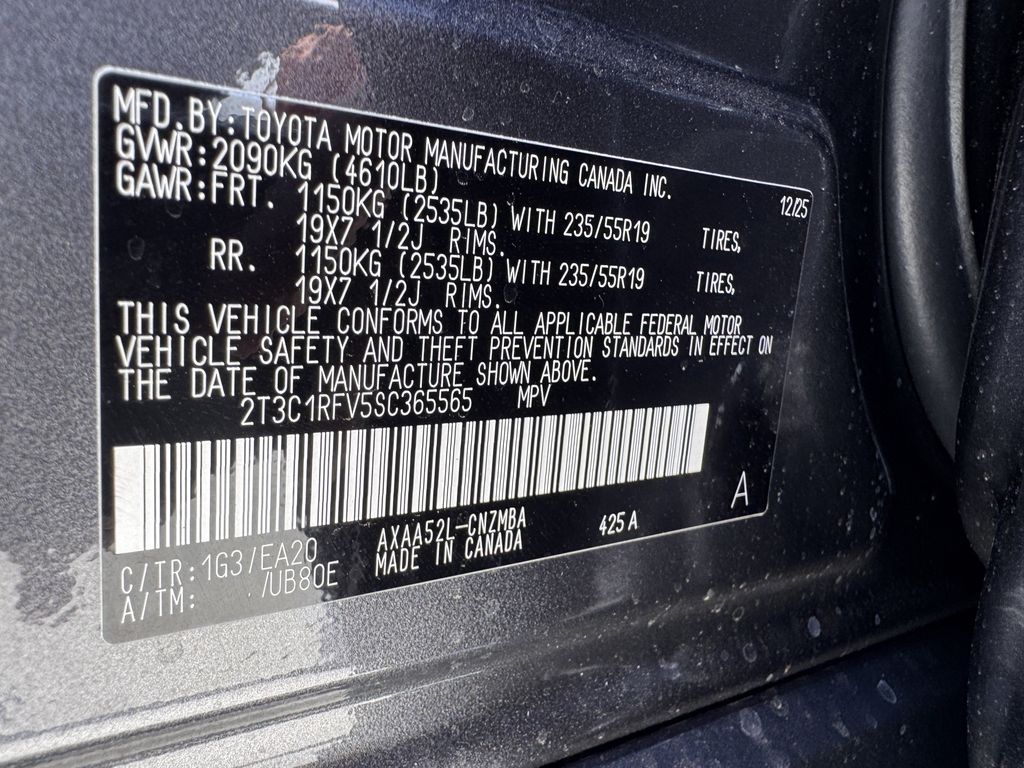 MFD.BY:TOYOTA MOTOR MANUFACTURING CANADA INC.
12/25
GVWR:2090KG (4610LB)
GAWR:FRT. 1150KG (2535LB) WITH 235/55R19 TIRES,
19X7 1/2J RIMS.
RR. 1150KG (2535LB) WITH 235/55R19 TIRES,
19X7 1/2J RIMS.
THIS VEHICLE CONFORMS TO ALL APPLICABLE FEDERAL MOTOR
VEHICLE SAFETY AND THEFT PREVENTION STANDARDS IN EFFECT ON
THE DATE OF MANUFACTURE SHOWN ABOVE.
2T3C1RFV5SC365565 MPV
A
C/TR:1G3/EA20 AXAA52L-CNZMBA 425A
A/TM: /UB80E MADE IN CANADA